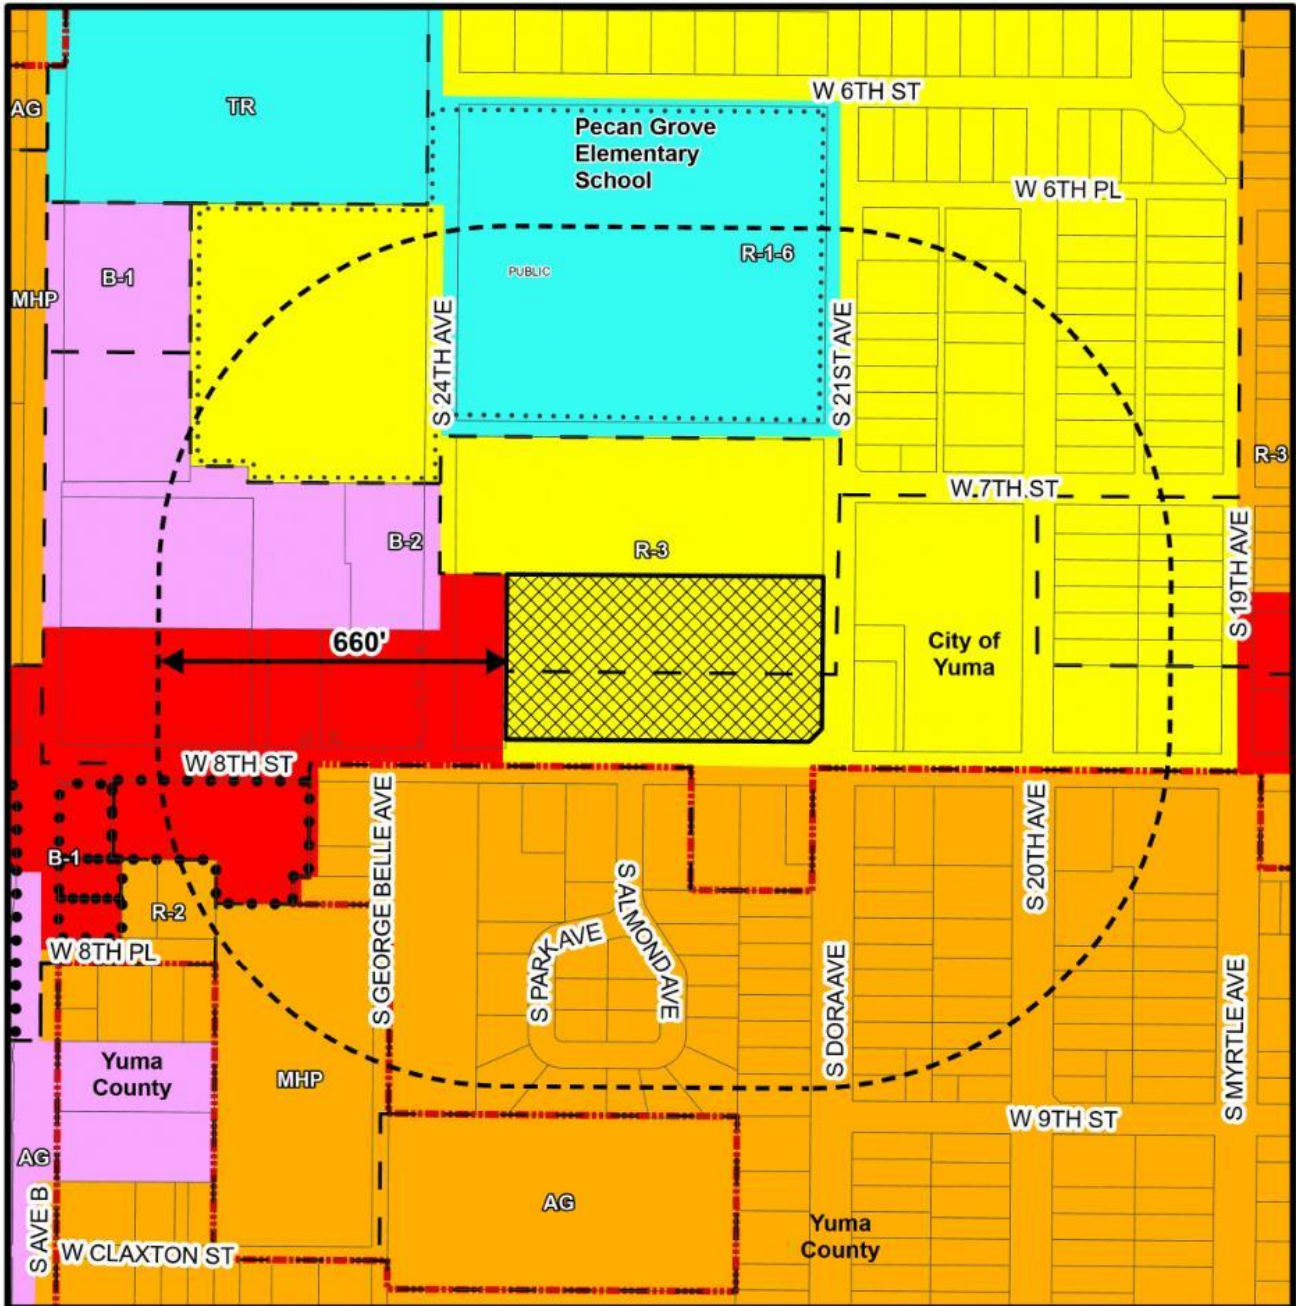 W 6TH ST
AG
TR
Pecan Grove
Elementary
School
W 6TH PL
R-1-6
PUBLIC
B-1
MHP
S 24TH AVE
S 21ST AVE
R-3
W 7TH ST
B-2
R-3
S 19TH AVE
660'
City of
Yuma
W 8TH ST
S GEORGE BELLE AVE
S 20TH AVE
B-1
R-2
S ALMOND AVE
S PARK AVE
W 8TH PL
S DORA AVE
S MYRTLE AVE
Yuma
County
MHP
W 9TH ST
AG
AG
S AVE B
W CLAXTON ST
Yuma
County